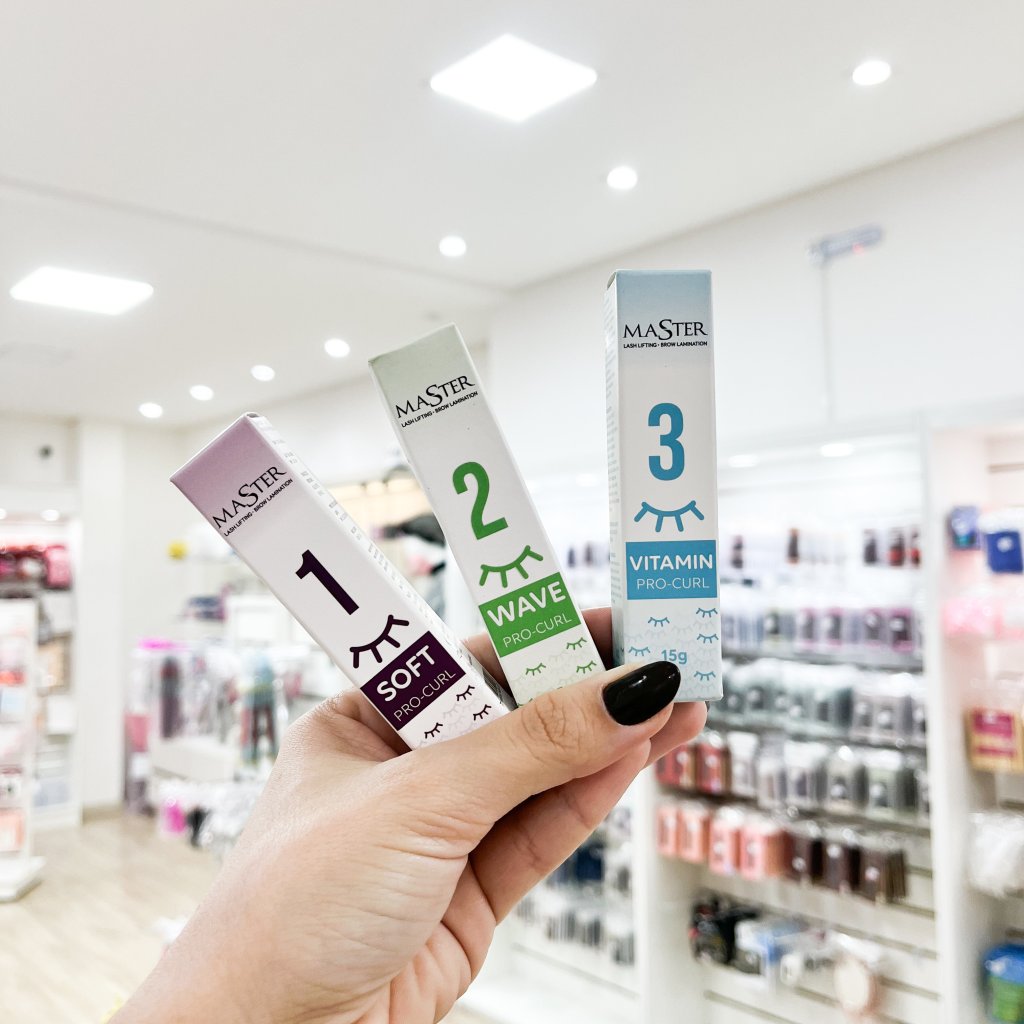 MASTER
LASH LIFTING • BROW LAMINATION
1
SOFT
PRO-CURL
MASTER
LASH LIFTING • BROW LAMINATION
2
WAVE
PRO-CURL
MASTER
LASH LIFTING • BROW LAMINATION
3
VITAMIN
PRO-CURL
15g